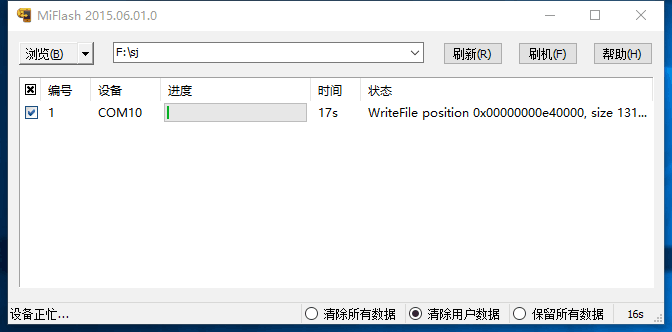 MiFlash 2015.06.01.0
浏览(B) F:\sj 刷新(R) 刷机(F) 帮助(H)
编号 设备 进度 时间 状态
1 COM10 17s WriteFile position 0x00000000e40000, size 131...
设备正忙... 清除所有数据 清除用户数据 保留所有数据 16s